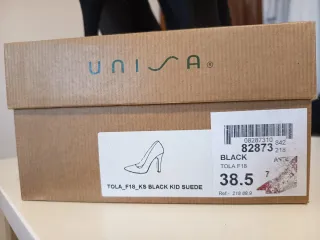 UNISA®
TOLA_F18_KS BLACK KID SUEDE
82873
BLACK
TOLA F18
38.5
7